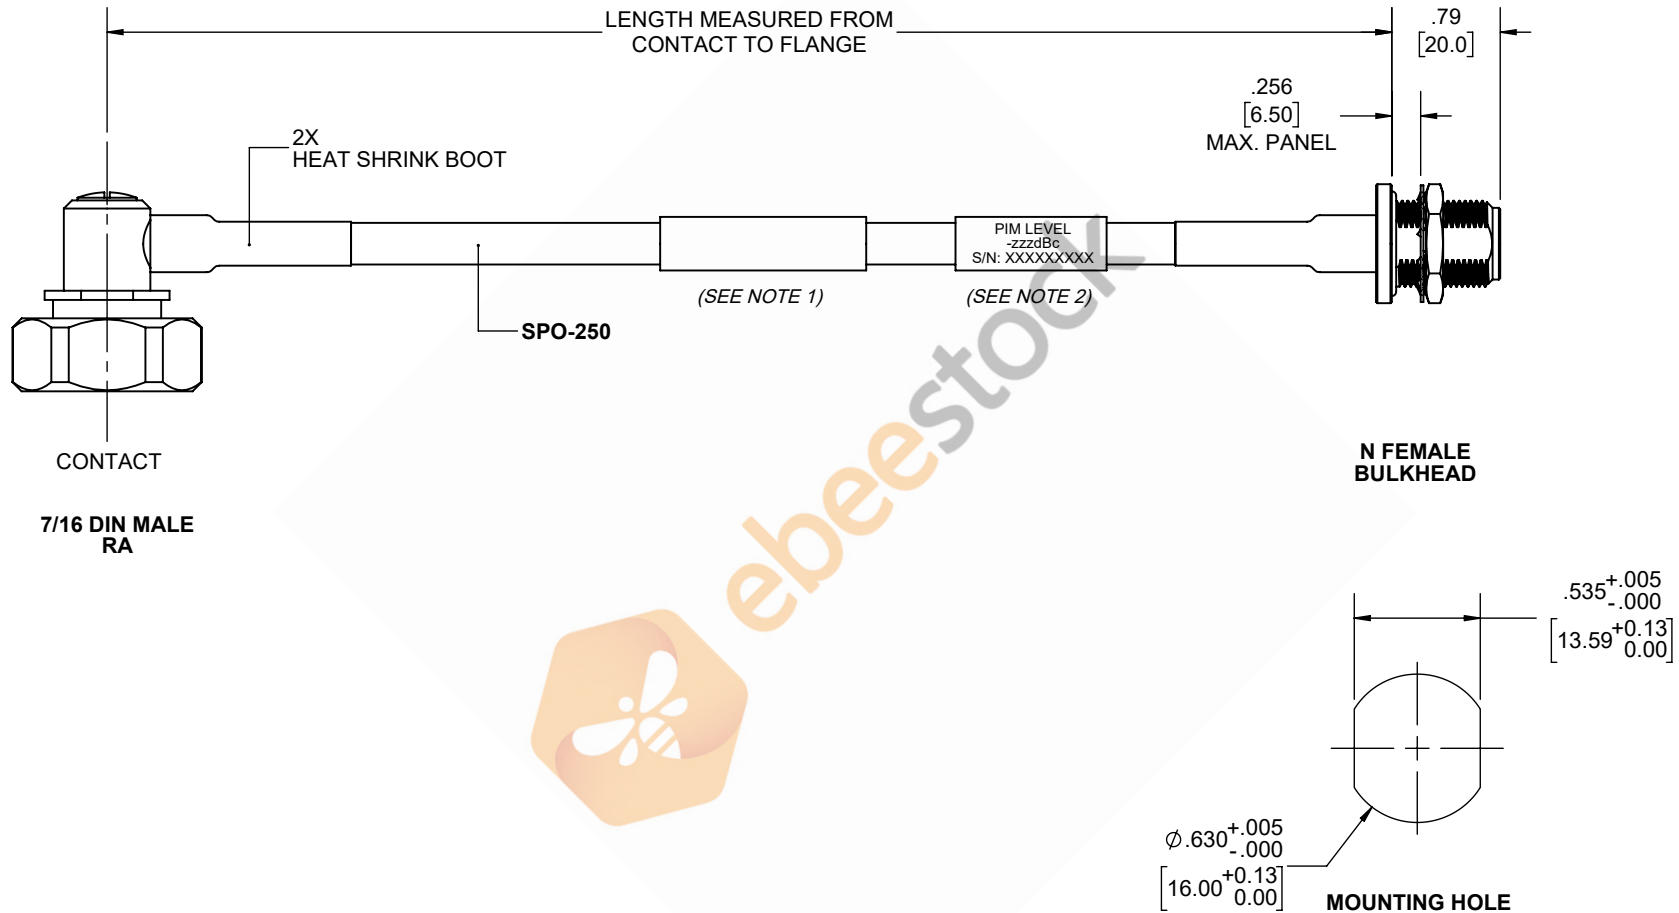 LENGTH MEASURED FROM
CONTACT TO FLANGE
.79
[20.0]
.256
[6.50]
MAX. PANEL
2X
HEAT SHRINK BOOT
PIM LEVEL
-zzzdBc
S/N: XXXXXXXXX
(SEE NOTE 1)
(SEE NOTE 2)
SPO-250
CONTACT
7/16 DIN MALE
RA
N FEMALE
BULKHEAD
ebeestock
.535 +.005
-.000
[13.59 +0.13
0.00]
Ø.630 +.005
-.000
[16.00 +0.13
0.00]
MOUNTING HOLE